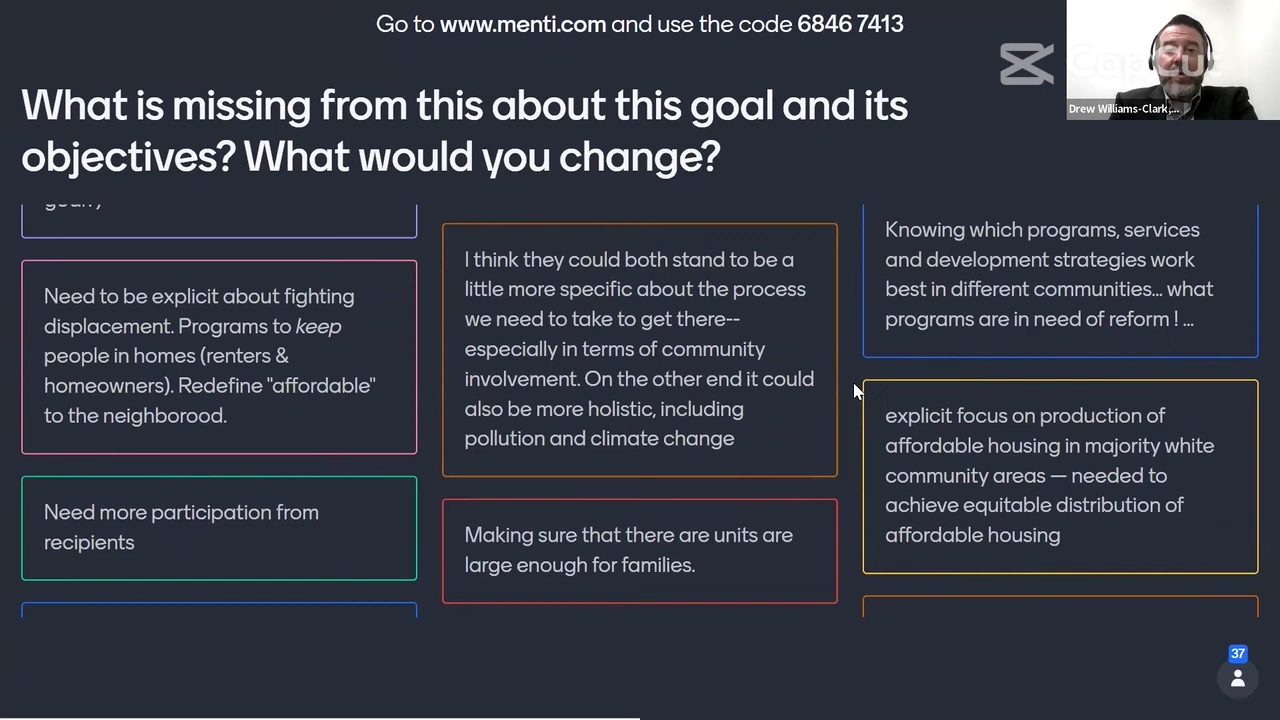 Go to www.menti.com and use the code 6846 7413
CapCut
Drew Williams-Clark,...
What is missing from this about this goal and its
objectives? What would you change?
Need to be explicit about fighting
displacement. Programs to keep
people in homes (renters &
homeowners). Redefine "affordable"
to the neighborood.
Need more participation from
recipients
I think they could both stand to be a
little more specific about the process
we need to take to get there--
especially in terms of community
involvement. On the other end it could
also be more holistic, including
pollution and climate change
Making sure that there are units are
large enough for families.
Knowing which programs, services
and development strategies work
best in different communities... what
programs are in need of reform ! ...
explicit focus on production of
affordable housing in majority white
community areas — needed to
achieve equitable distribution of
affordable housing
37